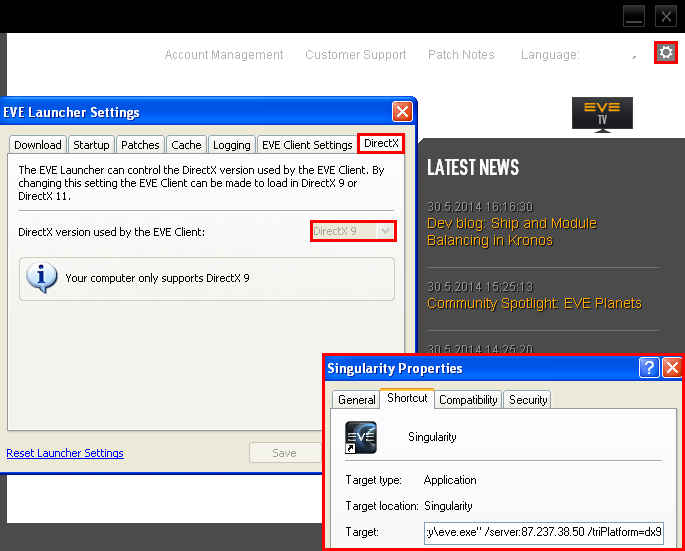 Account Management Customer Support Patch Notes Language:
EVE Launcher Settings
Download Startup Patches Cache Logging EVE Client Settings DirectX
The EVE Launcher can control the DirectX version used by the EVE Client. By
changing this setting the EVE Client can be made to load in DirectX 9 or
DirectX 11.
DirectX version used by the EVE Client: DirectX 9
Your computer only supports DirectX 9
Reset Launcher Settings Save
EVE
TV
LATEST NEWS
30.5.2014 16:16:30
Dev blog: Ship and Module
Balancing in Kronos
30.5.2014 15:25:13
Community Spotlight: EVE Planets
30.5.2014 14:25:20
Singularity Properties
General Shortcut Compatibility Security
EVE
Singularity
Target type: Application
Target location: Singularity
Target: :y\eve.exe" /server:87.237.38.50 /triPlatform=dx9